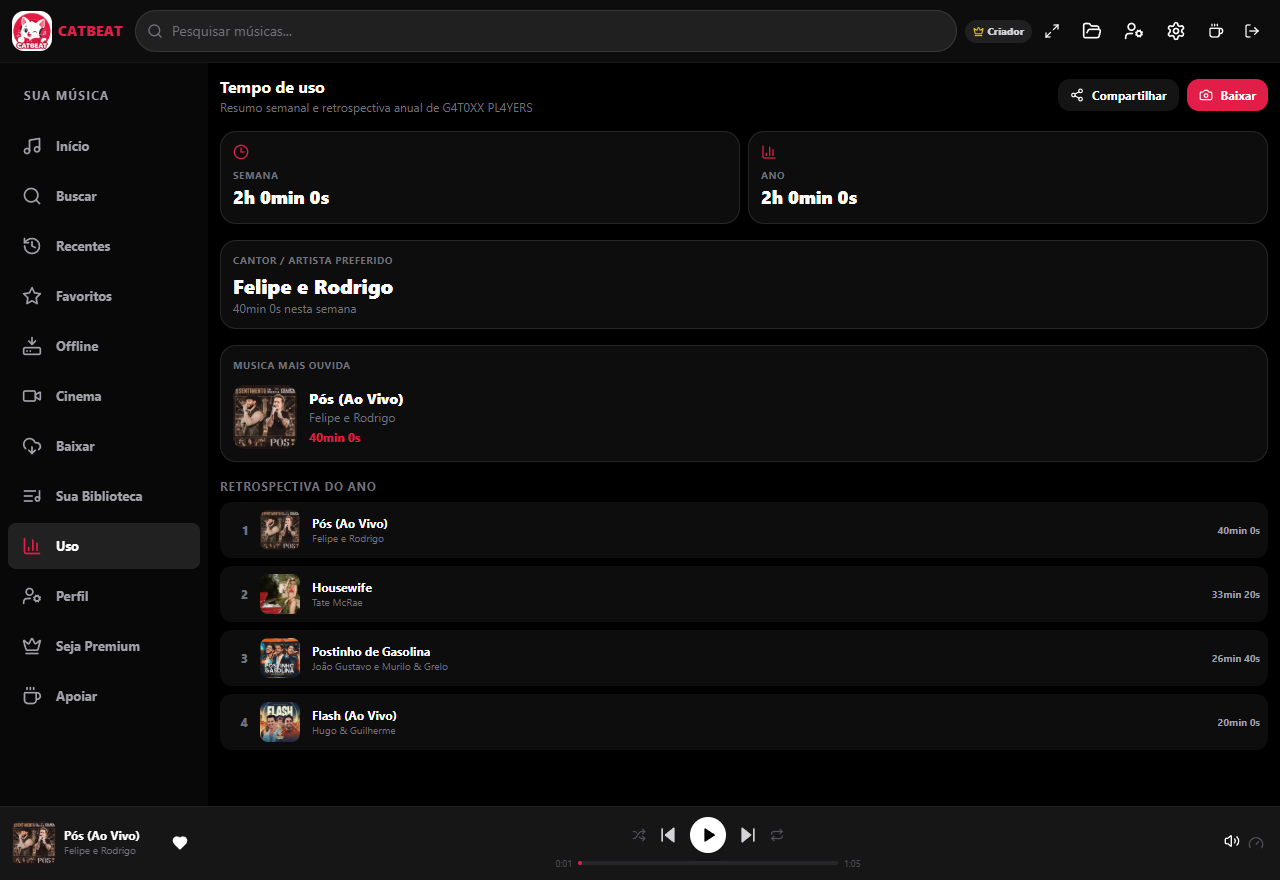 CATBEAT
CATBEAT
Pesquisar músicas...
Criador
SUA MÚSICA
Início
Buscar
Recentes
Favoritos
Offline
Cinema
Baixar
Sua Biblioteca
Uso
Perfil
Seja Premium
Apoiar
Tempo de uso
Resumo semanal e retrospectiva anual de G4T0XX PL4YERS
Compartilhar
Baixar
SEMANA
2h 0min 0s
ANO
2h 0min 0s
CANTOR / ARTISTA PREFERIDO
Felipe e Rodrigo
40min 0s nesta semana
MUSICA MAIS OUVIDA
PÓS
Pós (Ao Vivo)
Felipe e Rodrigo
40min 0s
RETROSPECTIVA DO ANO
1
Pós (Ao Vivo)
Felipe e Rodrigo
40min 0s
2
Housewife
Tate McRae
33min 20s
3
POSTINHO
GASOLINA
Postinho de Gasolina
João Gustavo e Murilo & Grelo
26min 40s
4
FLASH
Flash (Ao Vivo)
Hugo & Guilherme
20min 0s
Pós (Ao Vivo)
Felipe e Rodrigo
0:01
1:05